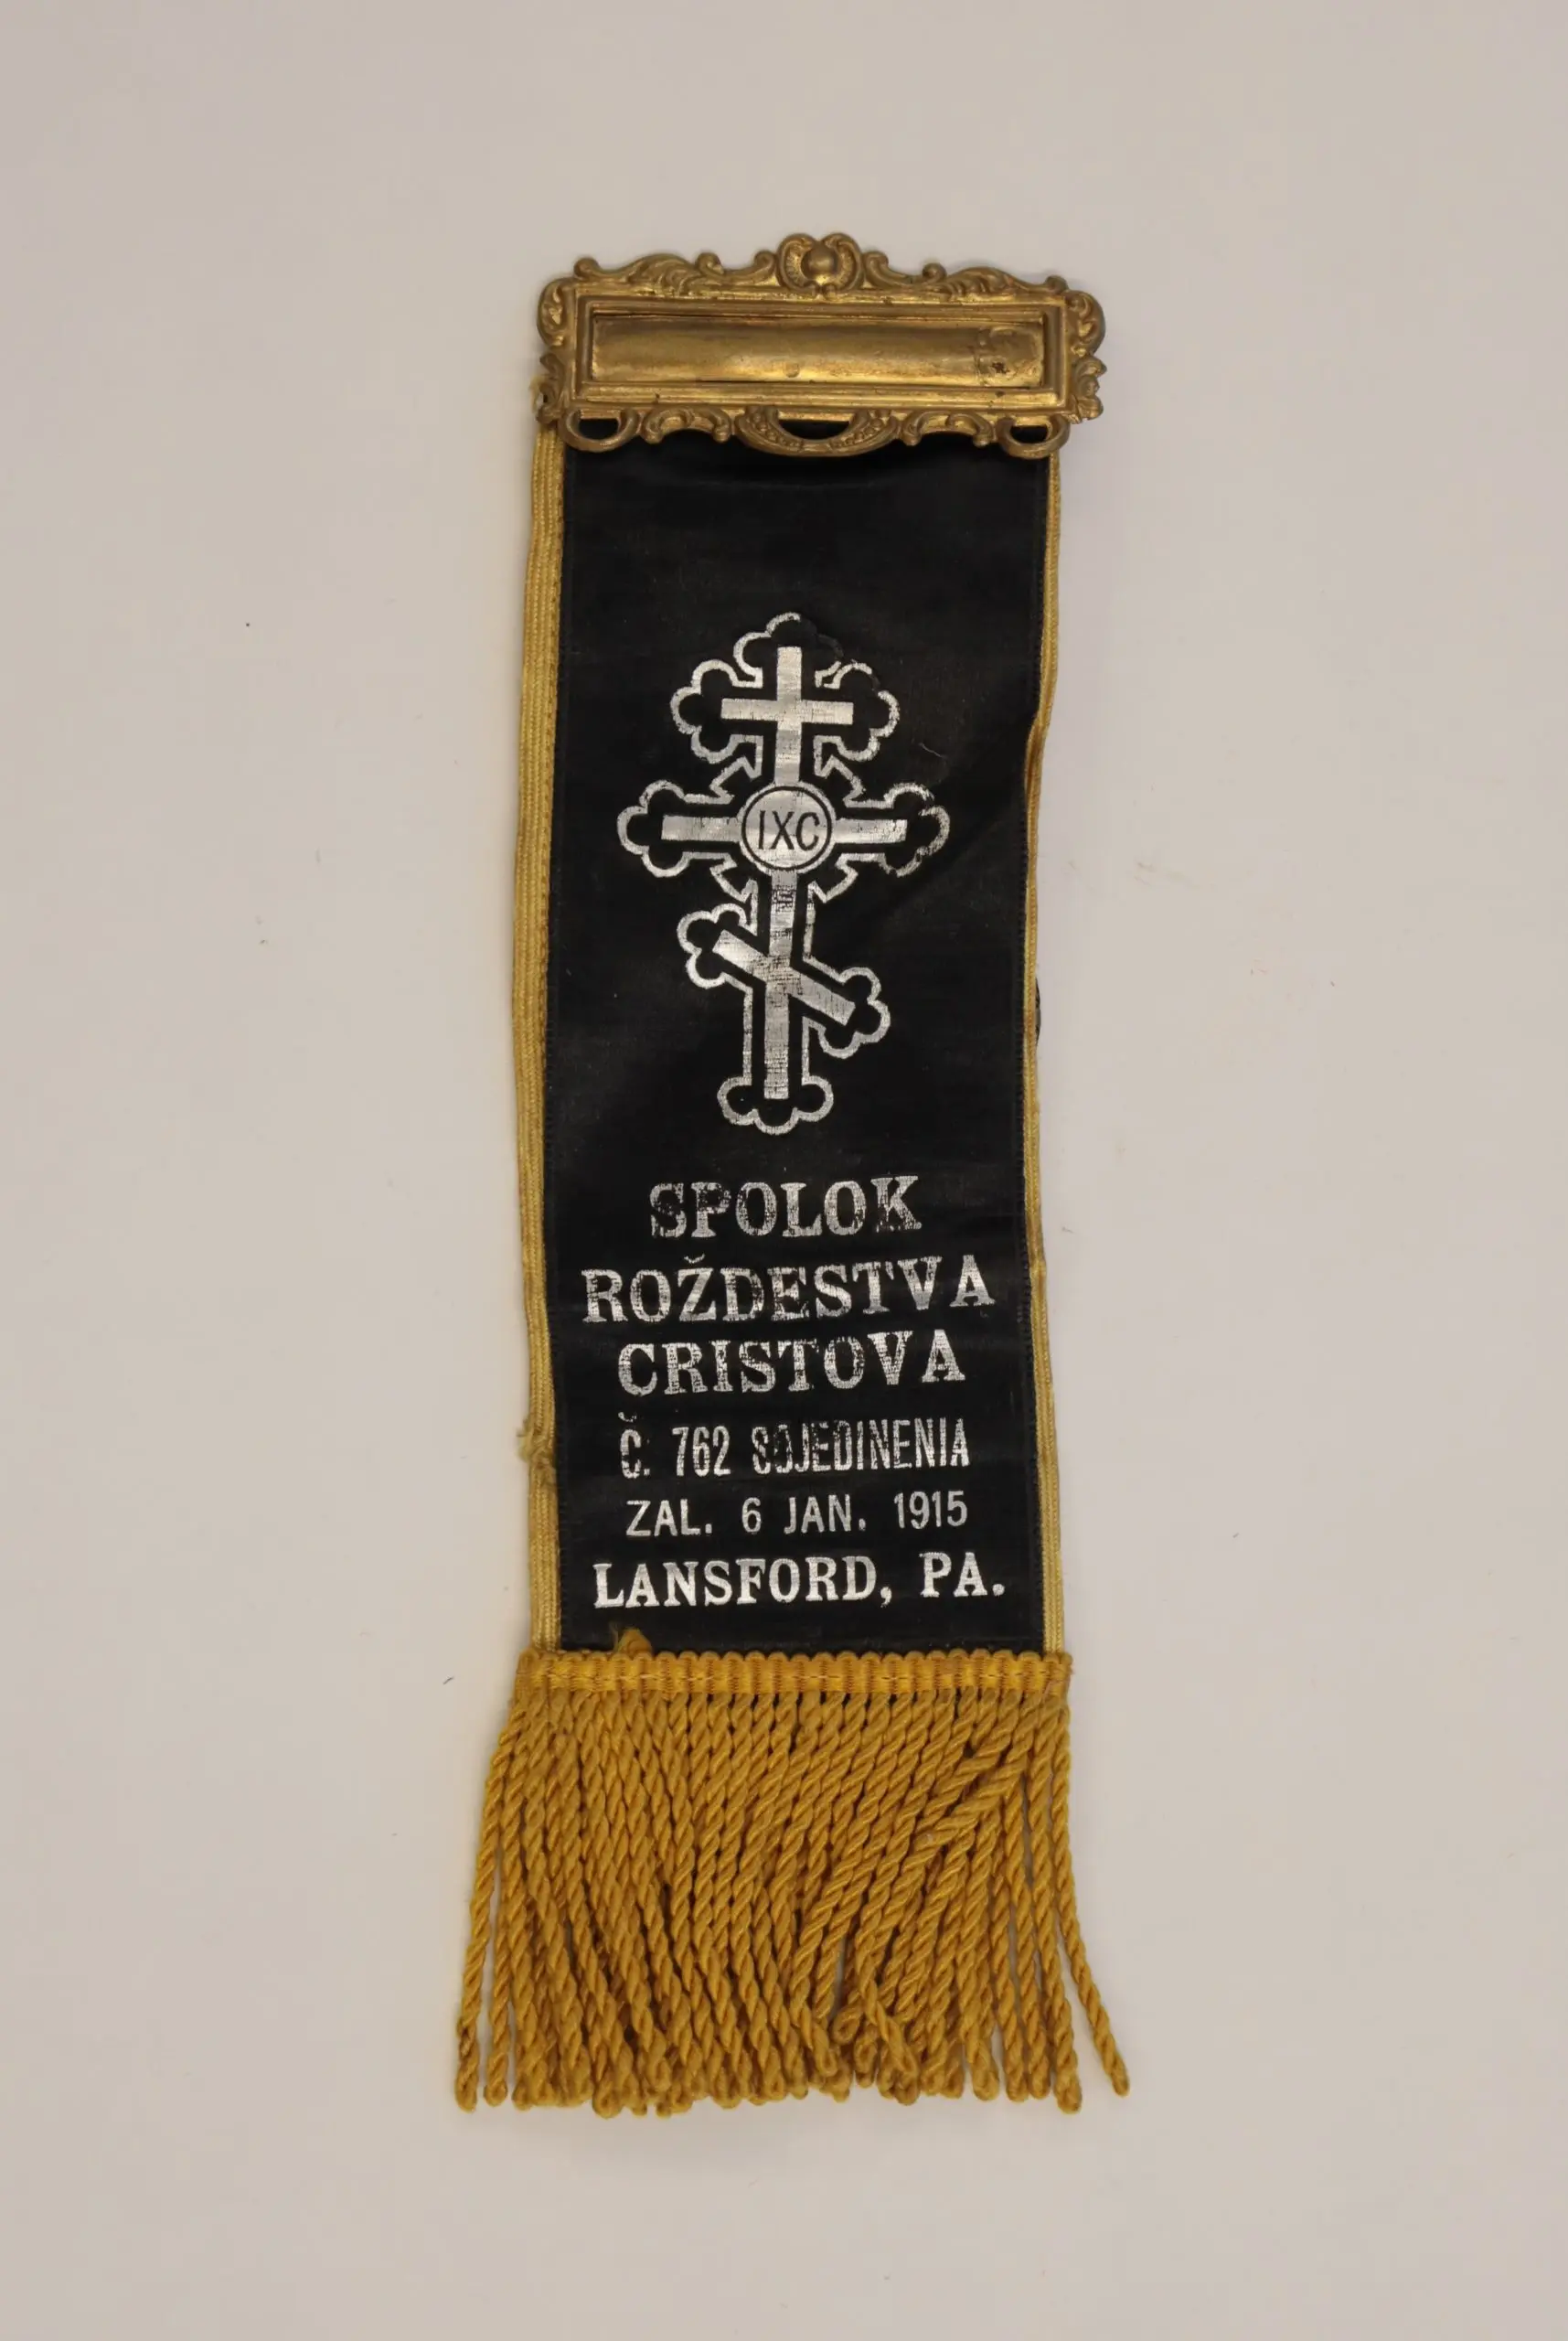 IXC
SPOLOK
ROŽDESTVA
CRISTOVA
Č. 762 SOJEDINENIA
ZAL. 6 JAN. 1915
LANSFORD, PA.